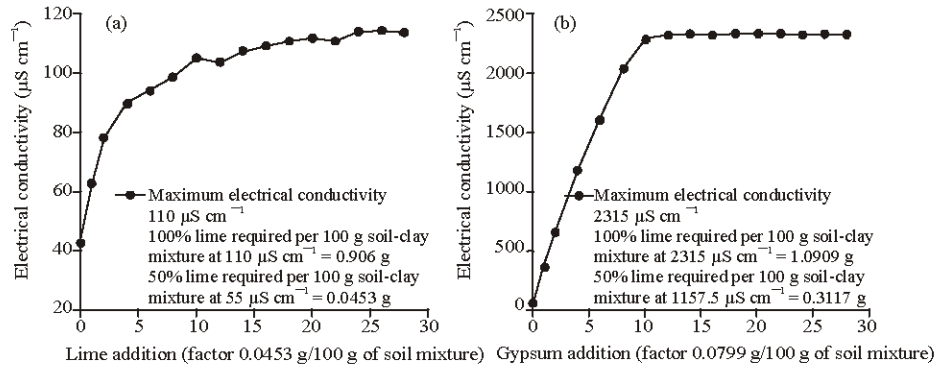 (a)
Electrical conductivity (µS cm⁻¹)
120
100
80
60
40
20
0
5
10
15
20
25
30
Maximum electrical conductivity
110 µS cm⁻¹
100% lime required per 100 g soil-clay
mixture at 110 µS cm⁻¹ = 0.906 g
50% lime required per 100 g soil-clay
mixture at 55 µS cm⁻¹ = 0.0453 g
Lime addition (factor 0.0453 g/100 g of soil mixture)
(b)
Electrical conductivity (µS cm⁻¹)
2500
2000
1500
1000
500
0
0
5
10
15
20
25
30
Maximum electrical conductivity
2315 µS cm⁻¹
100% lime required per 100 g soil-clay
mixture at 2315 µS cm⁻¹ = 1.0909 g
50% lime required per 100 g soil-clay
mixture at 1157.5 µS cm⁻¹ = 0.3117 g
Gypsum addition (factor 0.0799 g/100 g of soil mixture)